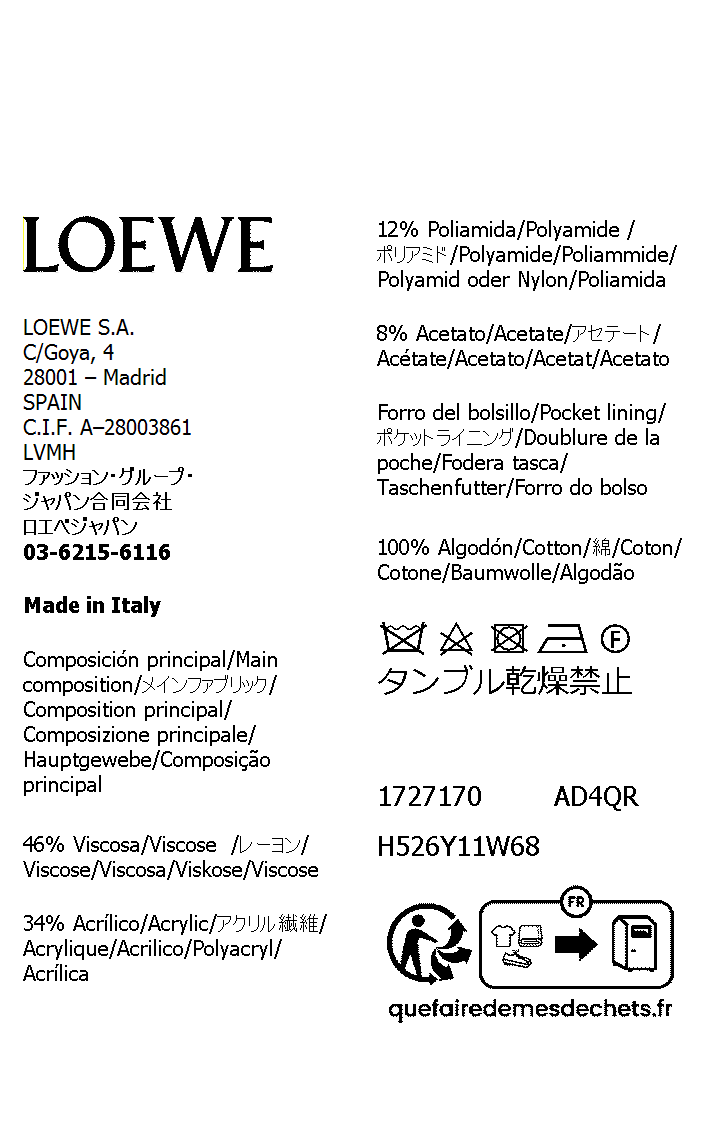 LOEWE
LOEWE S.A.
C/Goya, 4
28001 – Madrid
SPAIN
C.I.F. A–28003861
LVMH
ファッション・グループ・
ジャパン合同会社
ロエベジャパン
03-6215-6116
Made in Italy
Composición principal/Main
composition/メインファブリック/
Composition principal/
Composizione principale/
Hauptgewebe/Composição
principal
46% Viscosa/Viscose /レーヨン/
Viscose/Viscosa/Viskose/Viscose
34% Acrílico/Acrylic/アクリル繊維/
Acrylique/Acrilico/Polyacryl/
Acrílica
12% Poliamida/Polyamide /
ポリアミド/Polyamide/Poliammide/
Polyamid oder Nylon/Poliamida
8% Acetato/Acetate/アセテート/
Acétate/Acetato/Acetat/Acetato
Forro del bolsillo/Pocket lining/
ポケットライニング/Doublure de la
poche/Fodera tasca/
Taschenfutter/Forro do bolso
100% Algodón/Cotton/綿/Coton/
Cotone/Baumwolle/Algodão
F
タンブル乾燥禁止
1727170 AD4QR
H526Y11W68
FR
quefairedemesdechets.fr